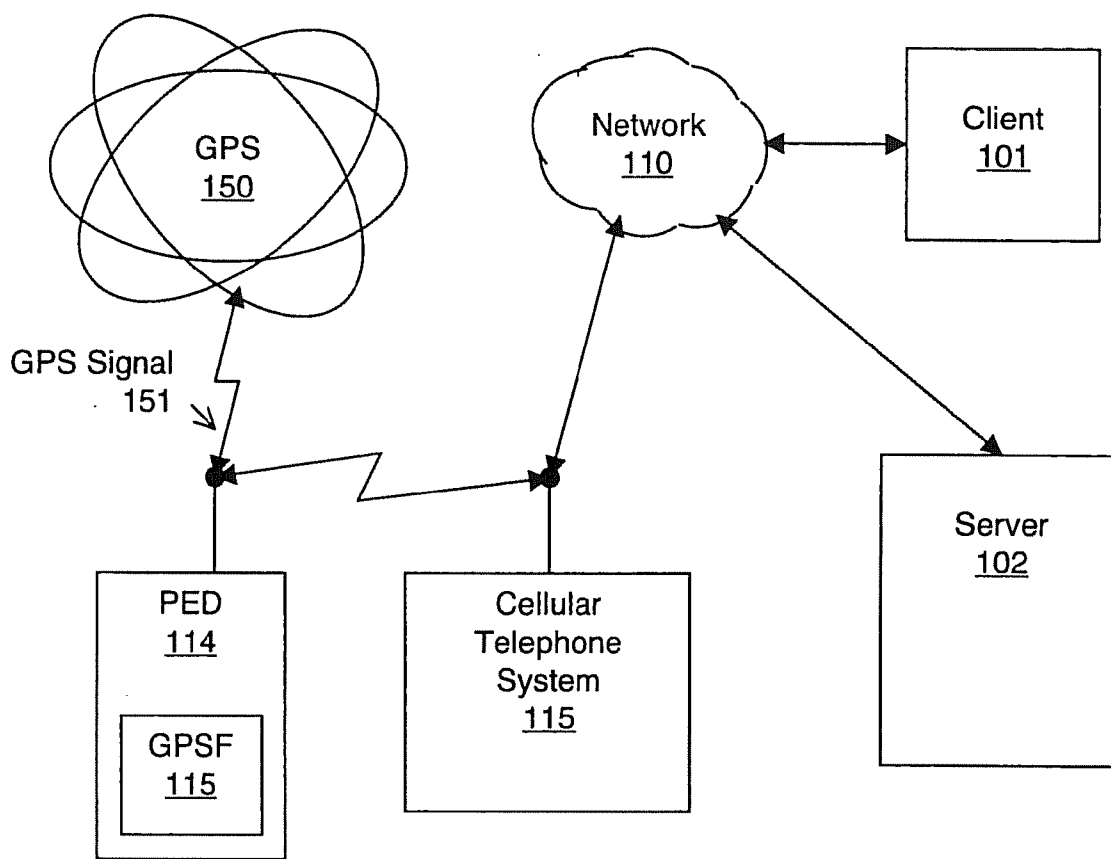 GPS
150
Network
110
Client
101
GPS Signal
151
Server
102
PED
114
GPSF
115
Cellular
Telephone
System
115